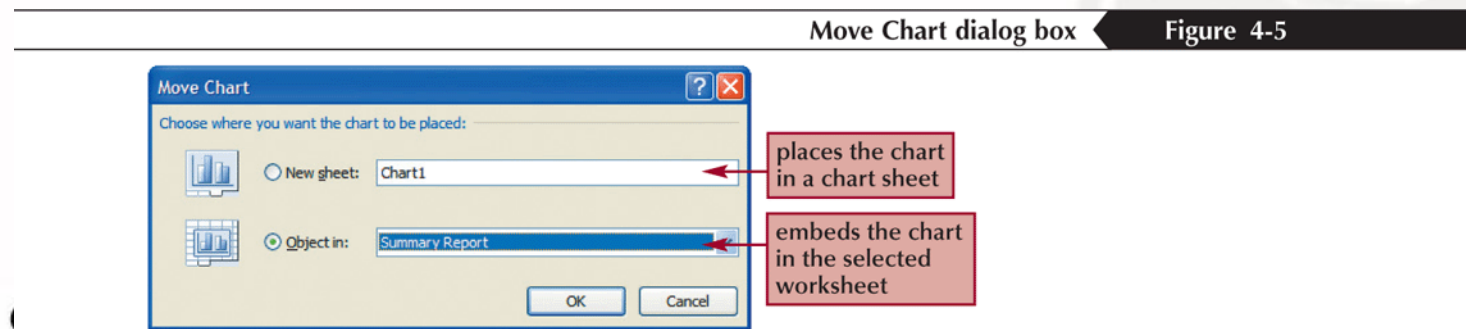 Move Chart dialog box
Figure 4-5
Move Chart
Choose where you want the chart to be placed:
New sheet: Chart1
places the chart
in a chart sheet
Object in: Summary Report
embeds the chart
in the selected
worksheet
OK Cancel